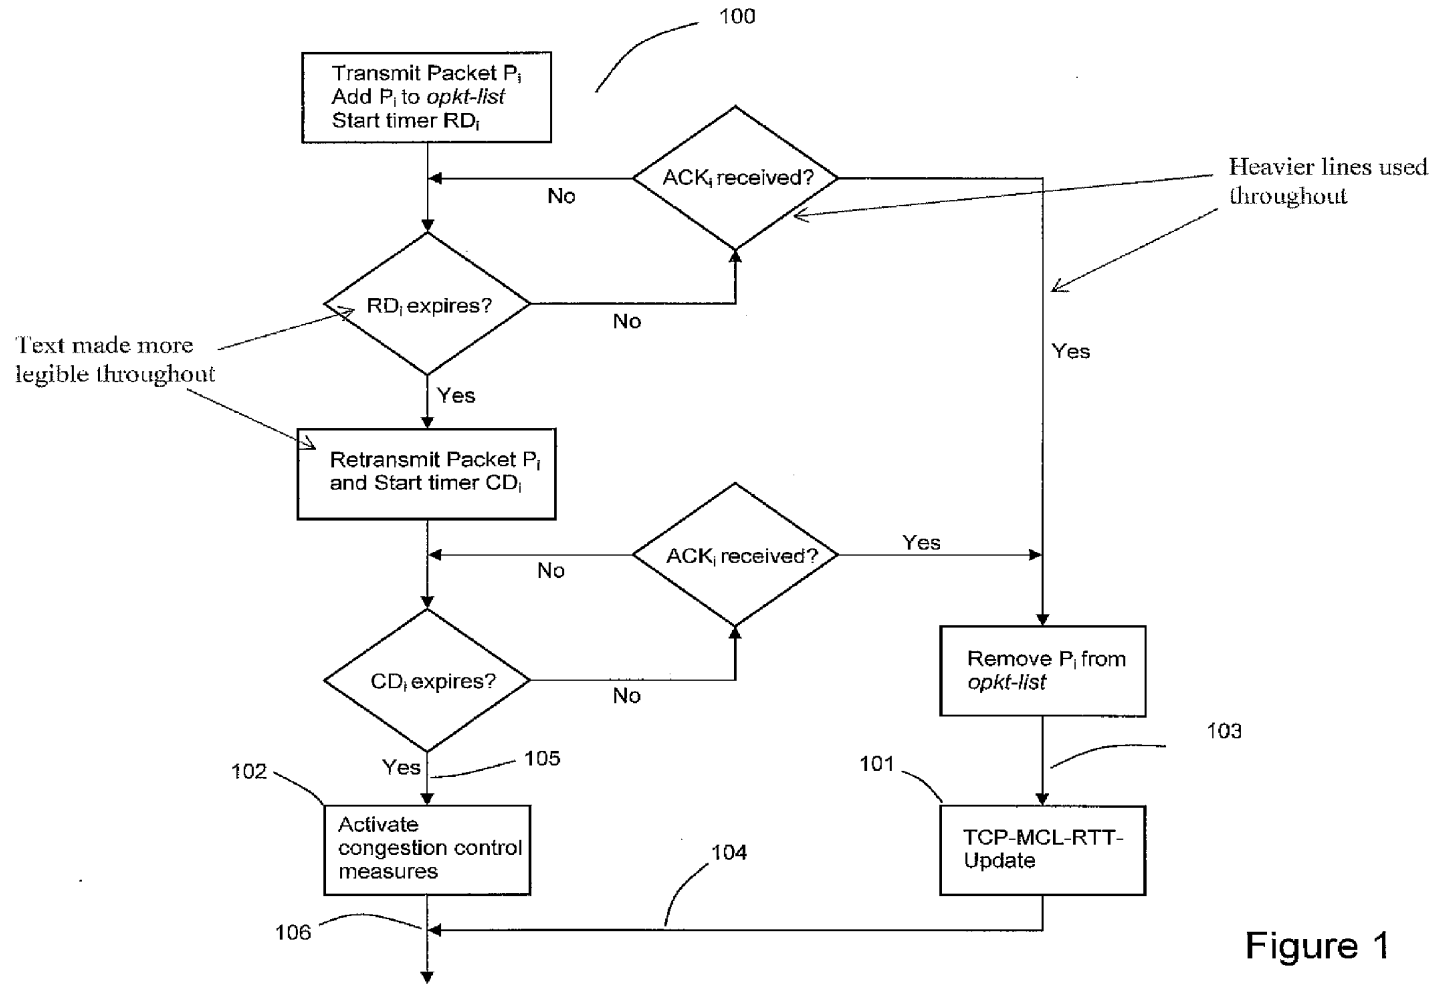 100
Transmit Packet Pi
Add Pi to opkt-list
Start timer RDi
ACKi received?
No
Heavier lines used
throughout
RDi expires?
No
Text made more
legible throughout
Yes
Yes
Retransmit Packet Pi
and Start timer CDi
ACKi received?
Yes
No
CDi expires?
No
Remove Pi from
opkt-list
103
Yes
105
102
101
Activate
congestion control
measures
TCP-MCL-RTT-
Update
104
106
Figure 1